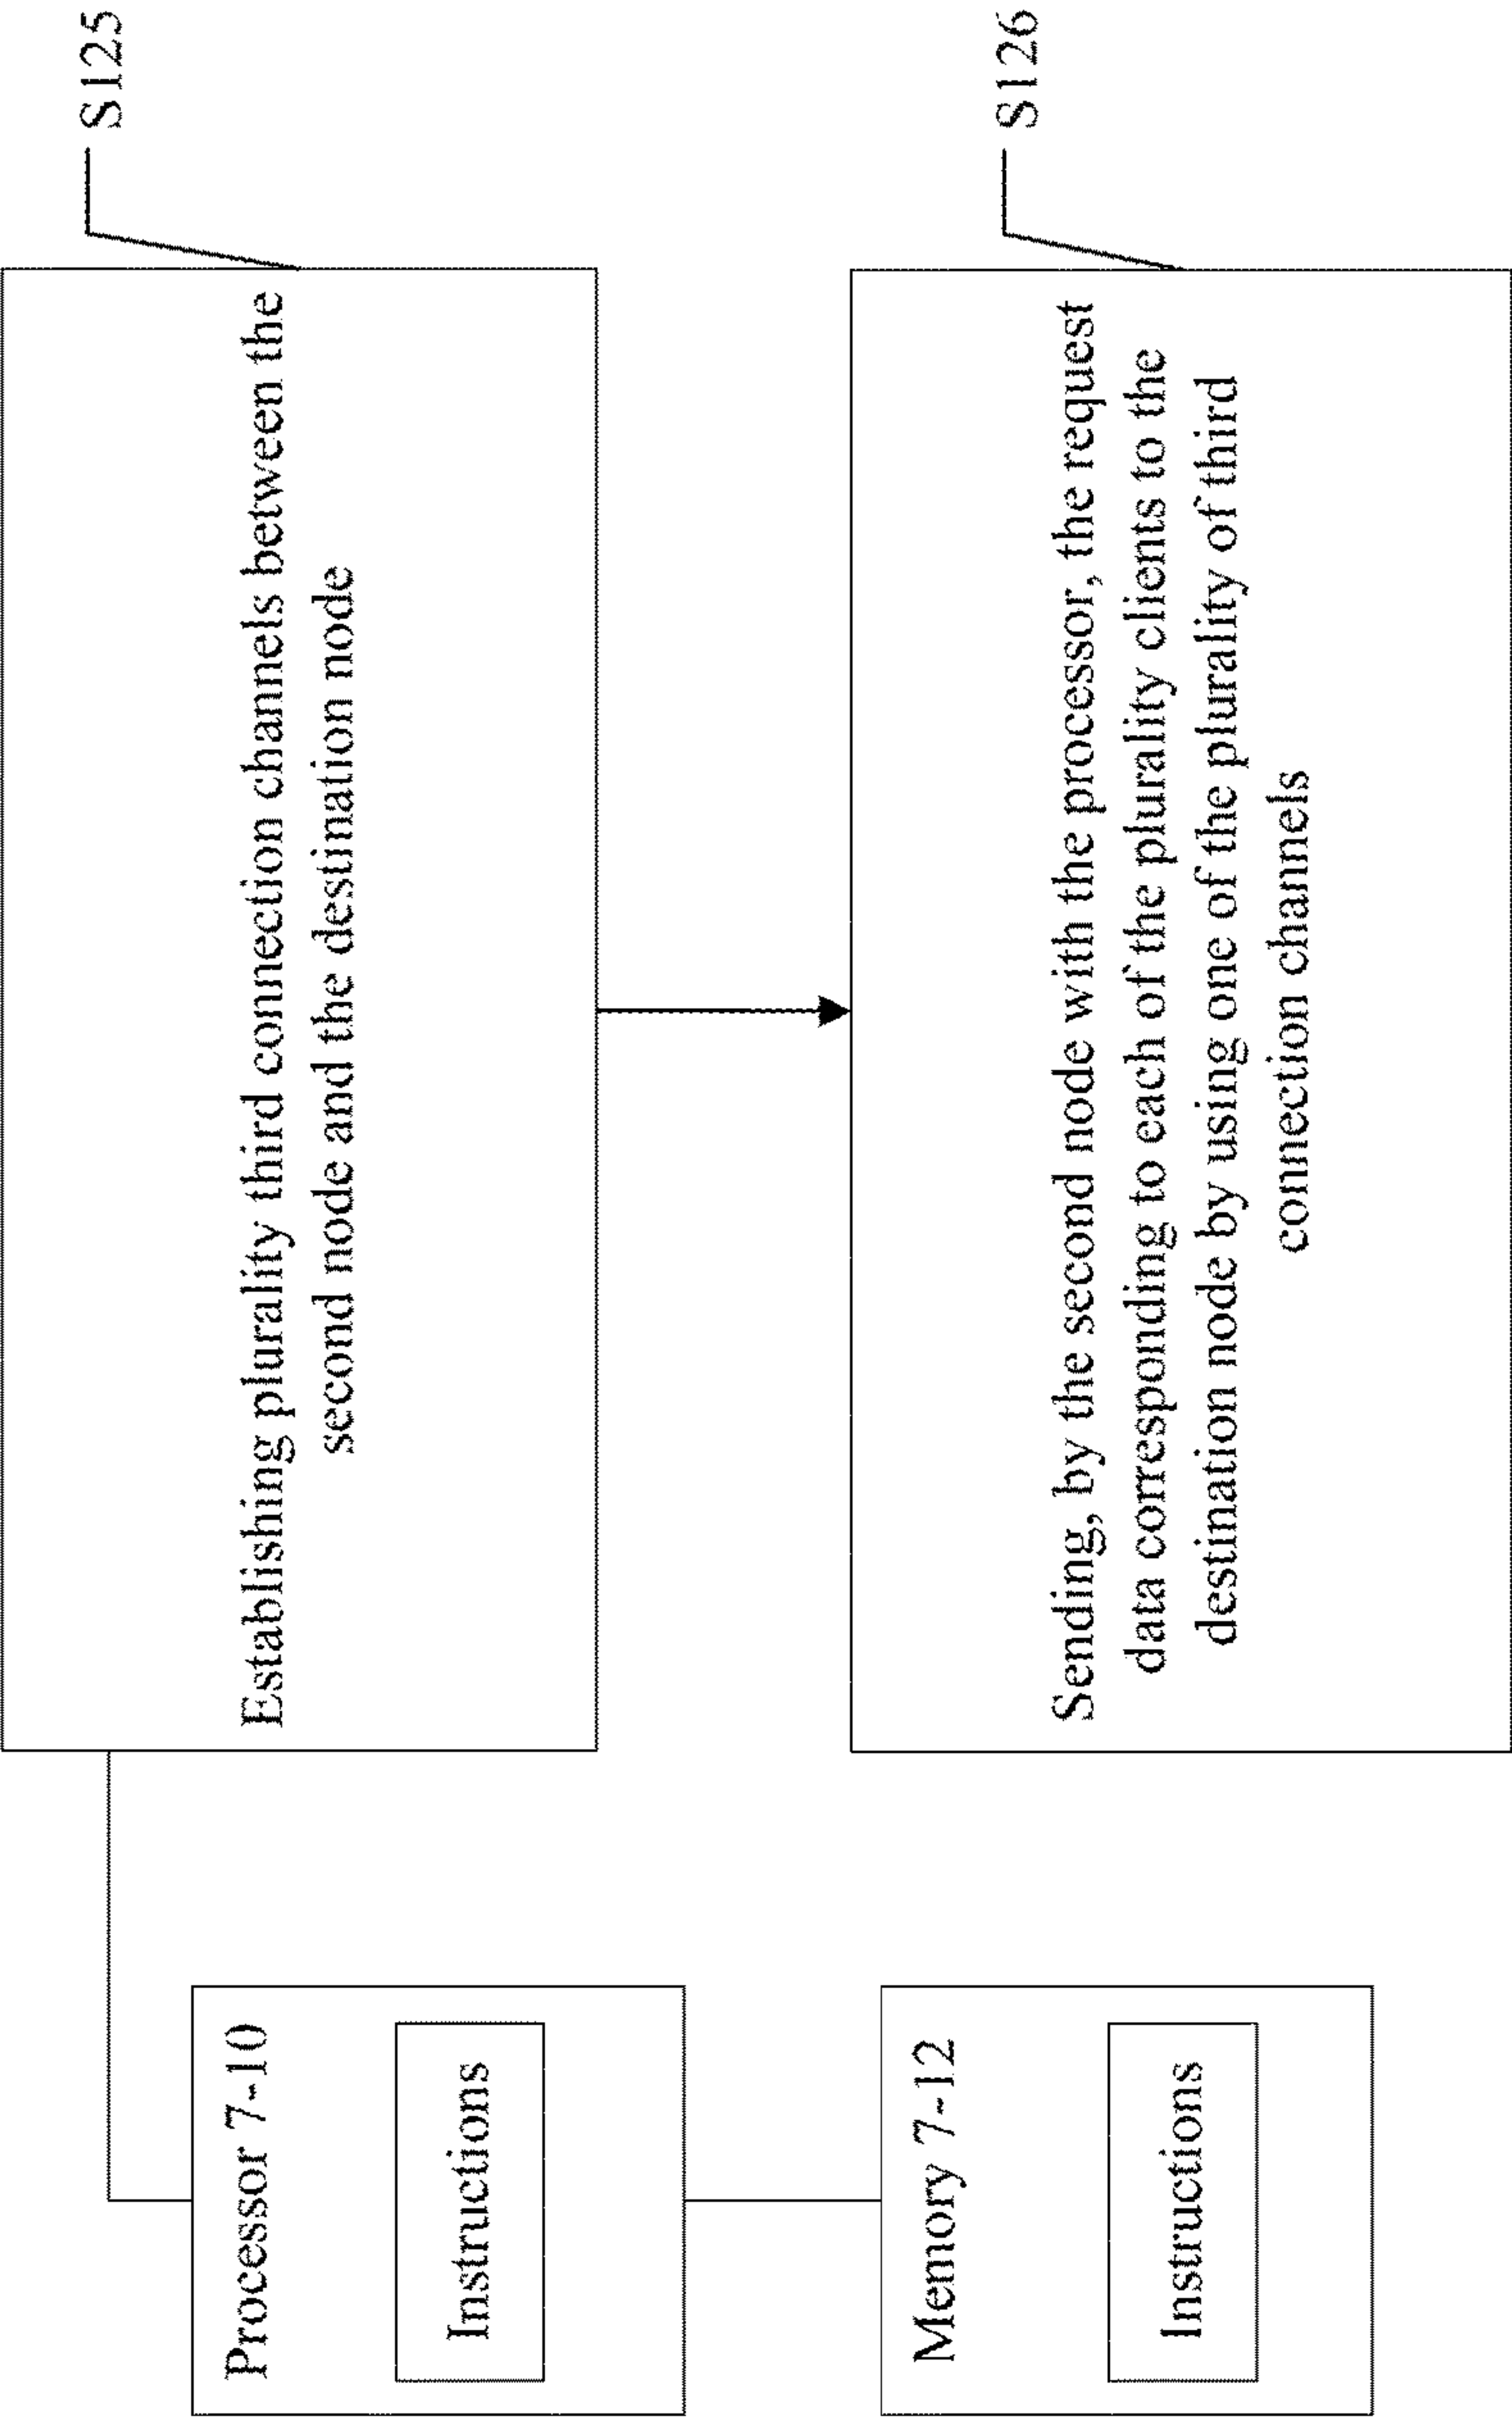 Establishing plurality third connection channels between the
second node and the destination node
S125
Sending, by the second node with the processor, the request
data corresponding to each of the plurality clients to the
destination node by using one of the plurality of third
connection channels
S126
Processor 7-10
Instructions
Memory 7-12
Instructions